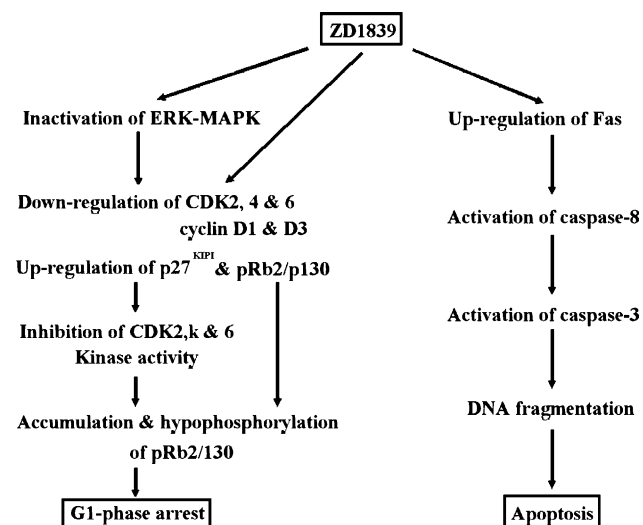 ZD1839
Inactivation of ERK-MAPK
Up-regulation of Fas
Down-regulation of CDK2, 4 & 6
cyclin D1 & D3
Activation of caspase-8
Up-regulation of p27 KIPI & pRb2/p130
Inhibition of CDK2,k & 6
Kinase activity
Activation of caspase-3
Accumulation & hypophosphorylation
of pRb2/130
DNA fragmentation
G1-phase arrest
Apoptosis